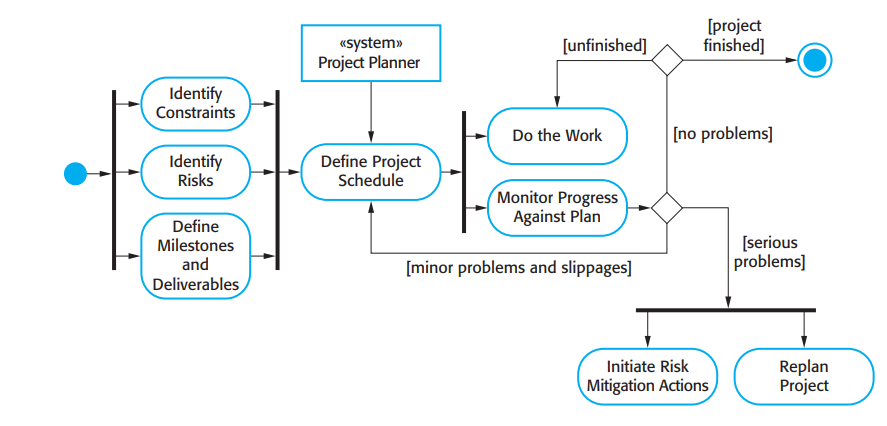 «system»
Project Planner
[unfinished]
[project
finished]
Identify
Constraints
Identify
Risks
Define
Milestones
and
Deliverables
Define Project
Schedule
Do the Work
[no problems]
Monitor Progress
Against Plan
[minor problems and slippages]
[serious
problems]
Initiate Risk
Mitigation Actions
Replan
Project